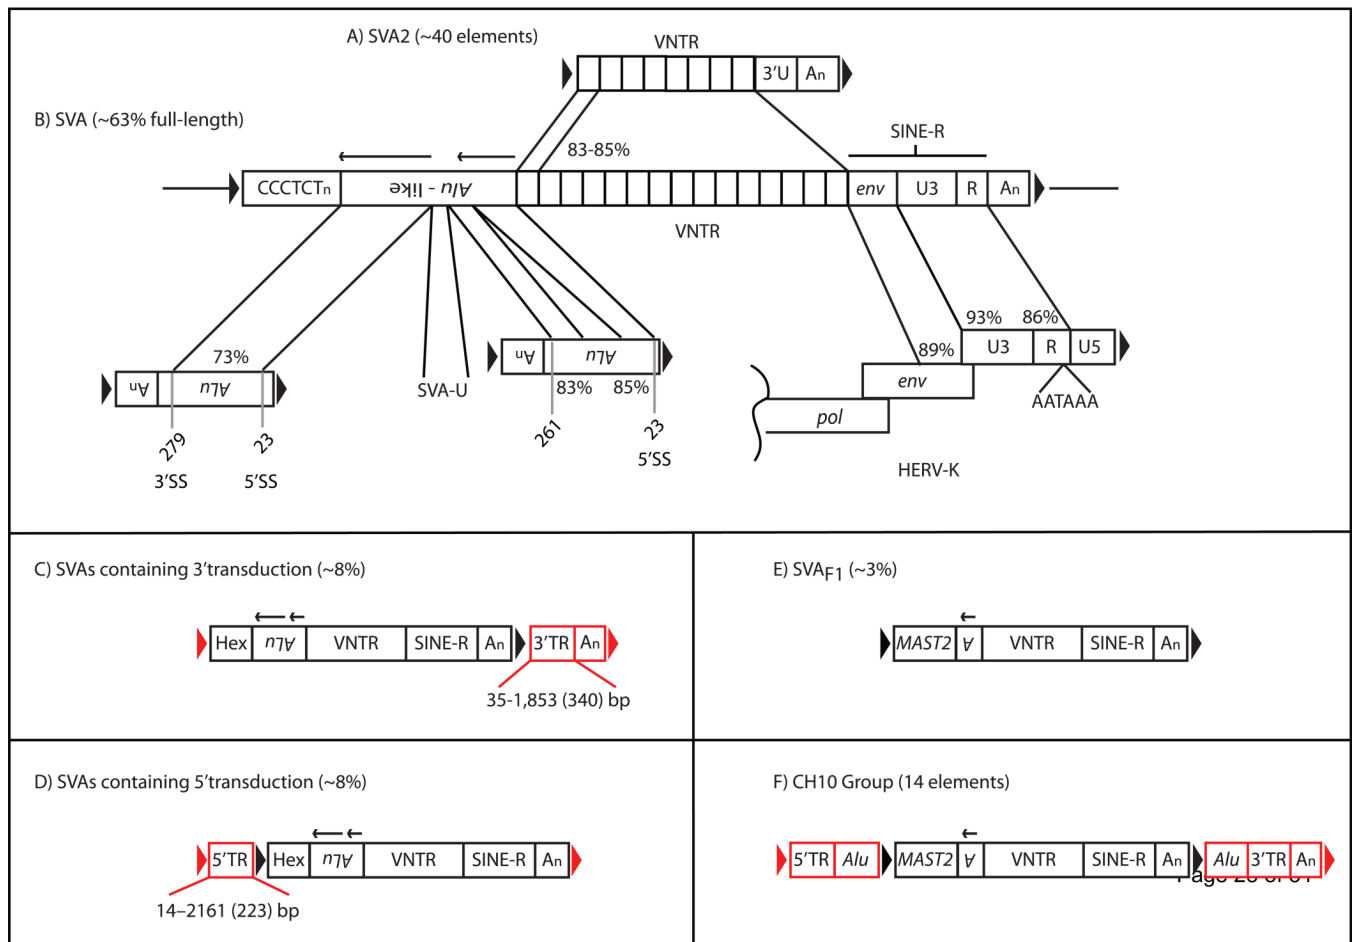 A) SVA2 (~40 elements)
VNTR
3'U
An
B) SVA (~63% full-length)
SINE-R
83-85%
CCCTCTn
Alu - like
env
U3
R
An
VNTR
73%
An
Alu
279
23
3'SS
5'SS
SVA-U
An
Alu
83%
85%
261
23
5'SS
93%
86%
89%
U3
R
U5
env
pol
AATAAA
HERV-K
C) SVAs containing 3'transduction (~8%)
Hex
Alu
VNTR
SINE-R
An
3'TR
An
35-1,853 (340) bp
E) SVAF1 (~3%)
MAST2
A
VNTR
SINE-R
An
D) SVAs containing 5'transduction (~8%)
5'TR
Hex
Alu
VNTR
SINE-R
An
14–2161 (223) bp
F) CH10 Group (14 elements)
5'TR
Alu
MAST2
A
VNTR
SINE-R
An
Alu
3'TR
An
Page